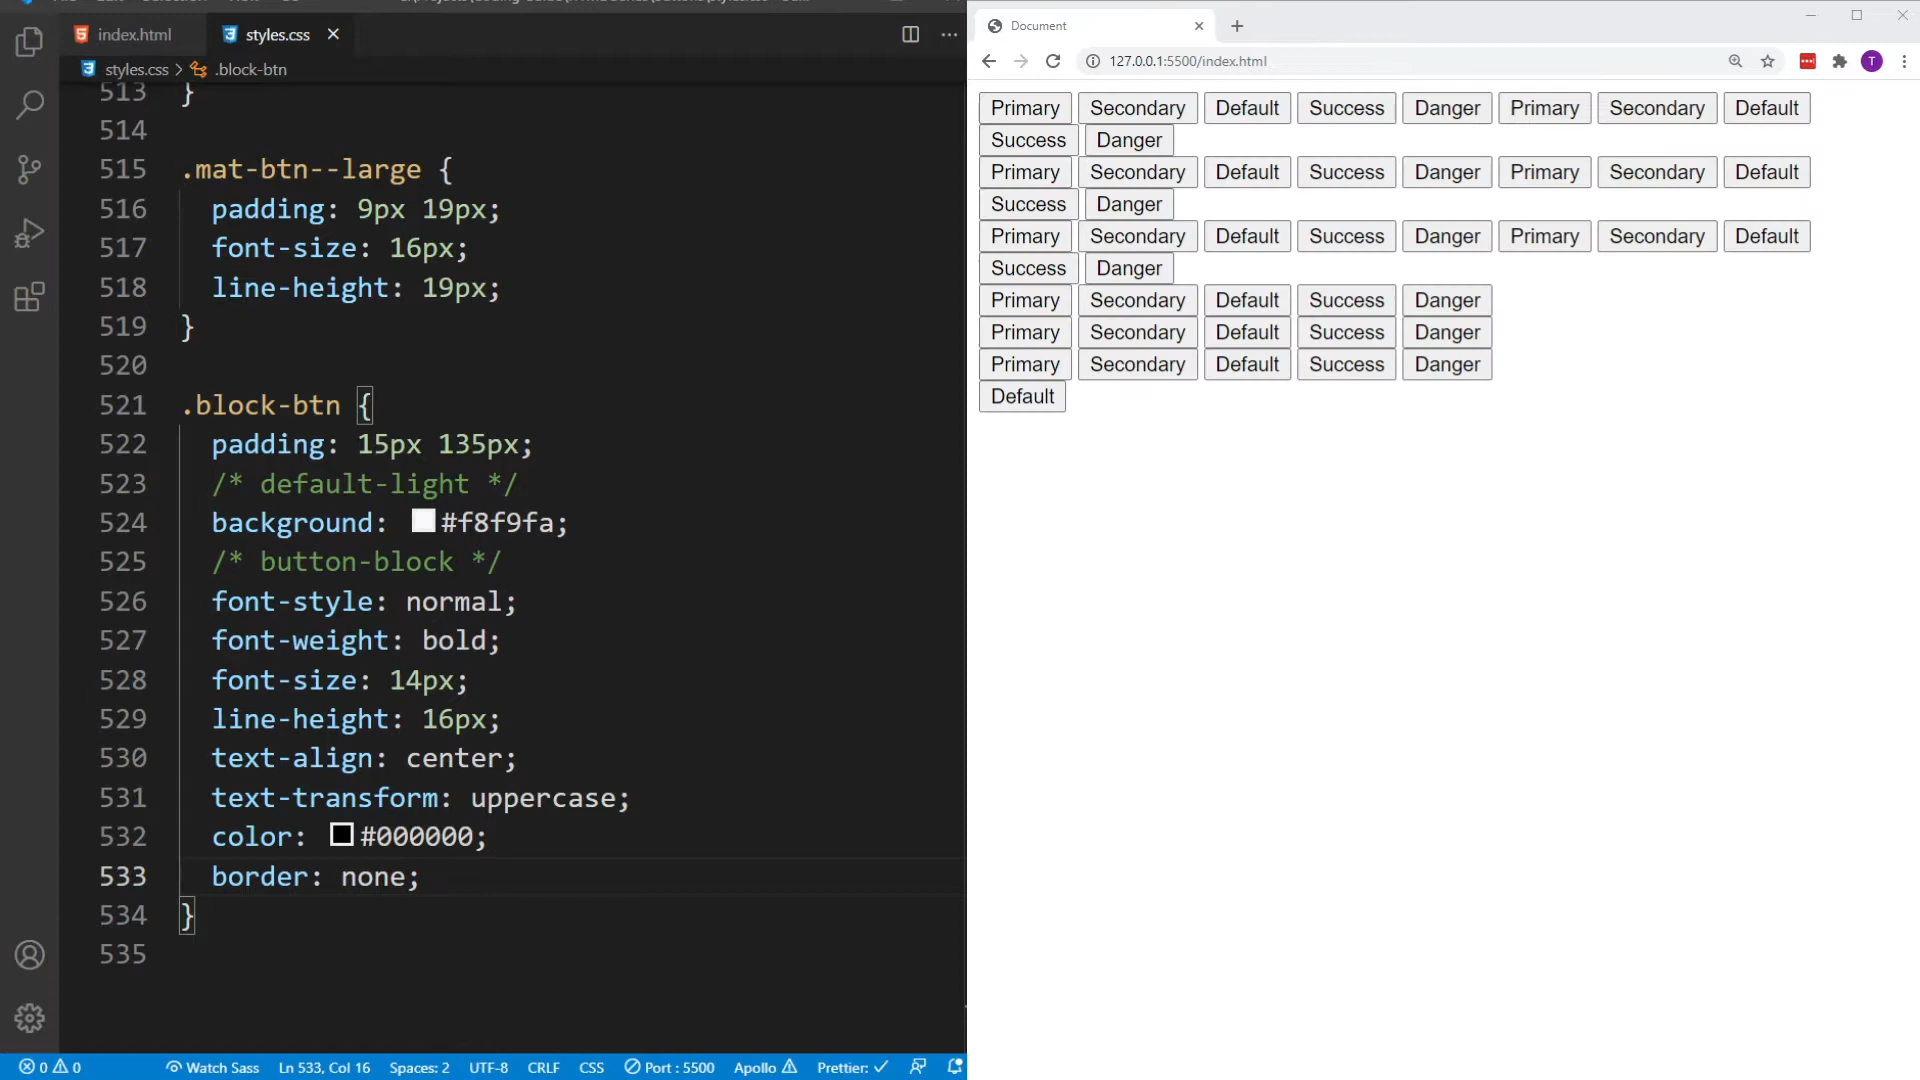 index.html
styles.css
styles.css > .block-btn
513 }
514
515 .mat-btn--large {
516 padding: 9px 19px;
517 font-size: 16px;
518 line-height: 19px;
519 }
520
521 .block-btn {
522 padding: 15px 135px;
523 /* default-light */
524 background: #f8f9fa;
525 /* button-block */
526 font-style: normal;
527 font-weight: bold;
528 font-size: 14px;
529 line-height: 16px;
530 text-align: center;
531 text-transform: uppercase;
532 color: #000000;
533 border: none;
534 }
535
0 0 Watch Sass Ln 533, Col 16 Spaces: 2 UTF-8 CRLF CSS Port : 5500 Apollo Prettier:
Document
127.0.0.1:5500/index.html T
Primary Secondary Default Success Danger Primary Secondary Default
Success Danger
Primary Secondary Default Success Danger Primary Secondary Default
Success Danger
Primary Secondary Default Success Danger Primary Secondary Default
Success Danger
Primary Secondary Default Success Danger
Primary Secondary Default Success Danger
Primary Secondary Default Success Danger
Default